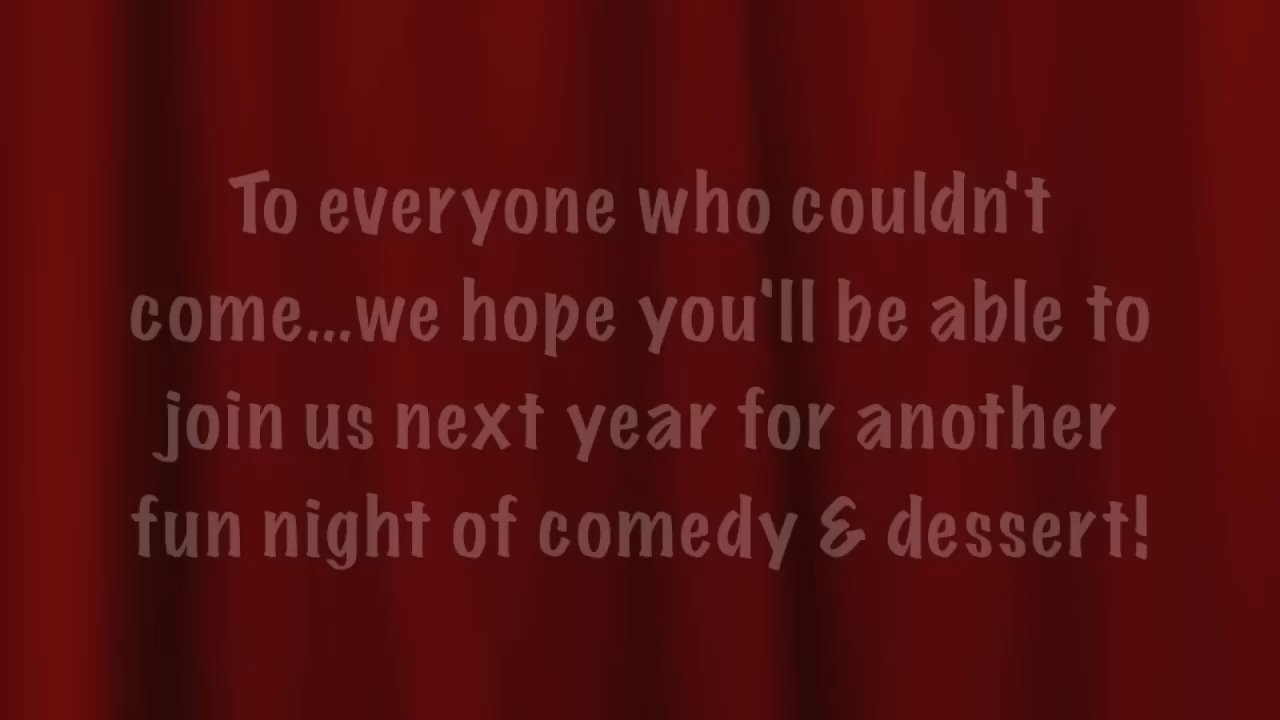 To everyone who couldn't
come...we hope you'll be able to
join us next year for another
fun night of comedy & dessert!